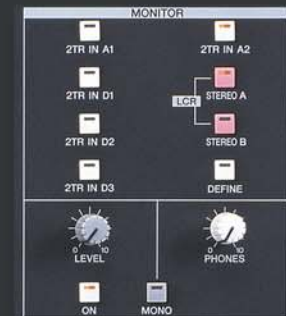 MONITOR
2TR IN A1 2TR IN A2
2TR IN D1 STEREO A
LCR
2TR IN D2 STEREO B
2TR IN D3 DEFINE
0 10 0 10
LEVEL PHONES
ON MONO